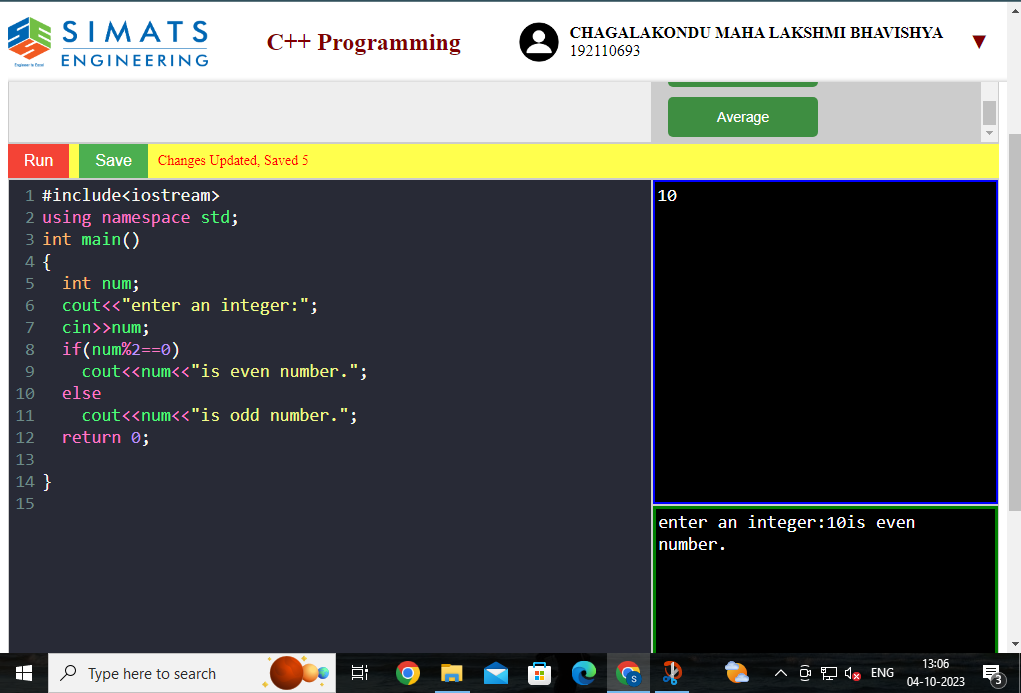 SIMATS
ENGINEERING
Engineer to Excel
C++ Programming
CHAGALAKONDU MAHA LAKSHMI BHAVISHYA
192110693
Average
Run Save Changes Updated, Saved 5
1 #include<iostream>
2 using namespace std;
3 int main()
4 {
5   int num;
6   cout<<"enter an integer:";
7   cin>>num;
8   if(num%2==0)
9     cout<<num<<"is even number.";
10   else
11     cout<<num<<"is odd number.";
12   return 0;
13
14 }
15
10
enter an integer:10is even
number.
Type here to search
S
ENG
13:06
04-10-2023
3